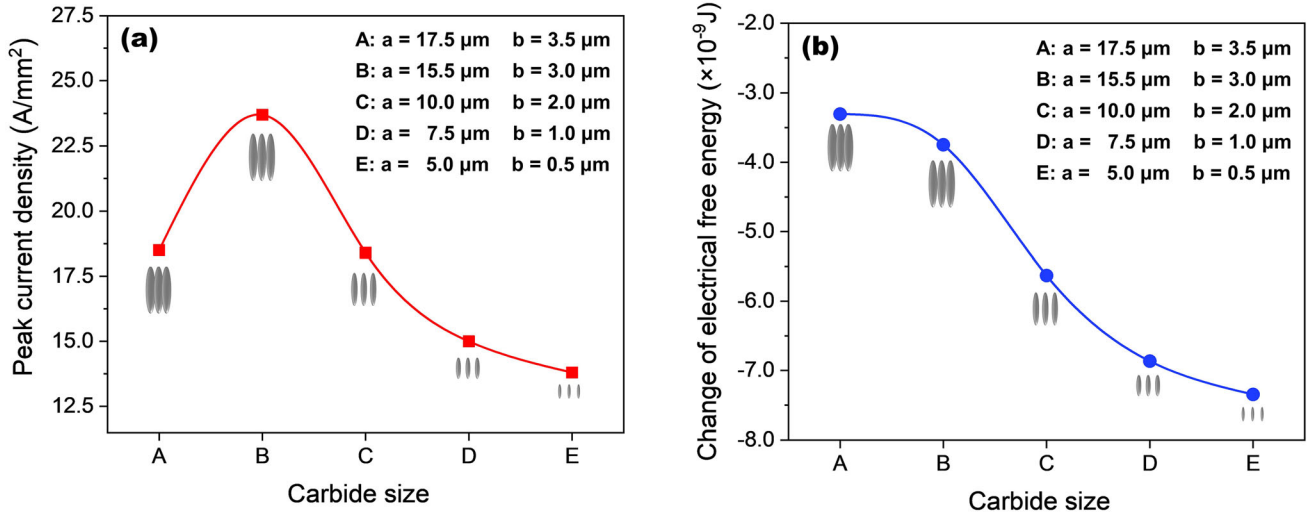 (a)
A: a = 17.5 μm b = 3.5 μm
B: a = 15.5 μm b = 3.0 μm
C: a = 10.0 μm b = 2.0 μm
D: a = 7.5 μm b = 1.0 μm
E: a = 5.0 μm b = 0.5 μm
Peak current density (A/mm²)
27.5
25.0
22.5
20.0
17.5
15.0
12.5
A B C D E
Carbide size
(b)
A: a = 17.5 μm b = 3.5 μm
B: a = 15.5 μm b = 3.0 μm
C: a = 10.0 μm b = 2.0 μm
D: a = 7.5 μm b = 1.0 μm
E: a = 5.0 μm b = 0.5 μm
Change of electrical free energy (×10⁻⁹J)
-2.0
-3.0
-4.0
-5.0
-6.0
-7.0
-8.0
A B C D E
Carbide size